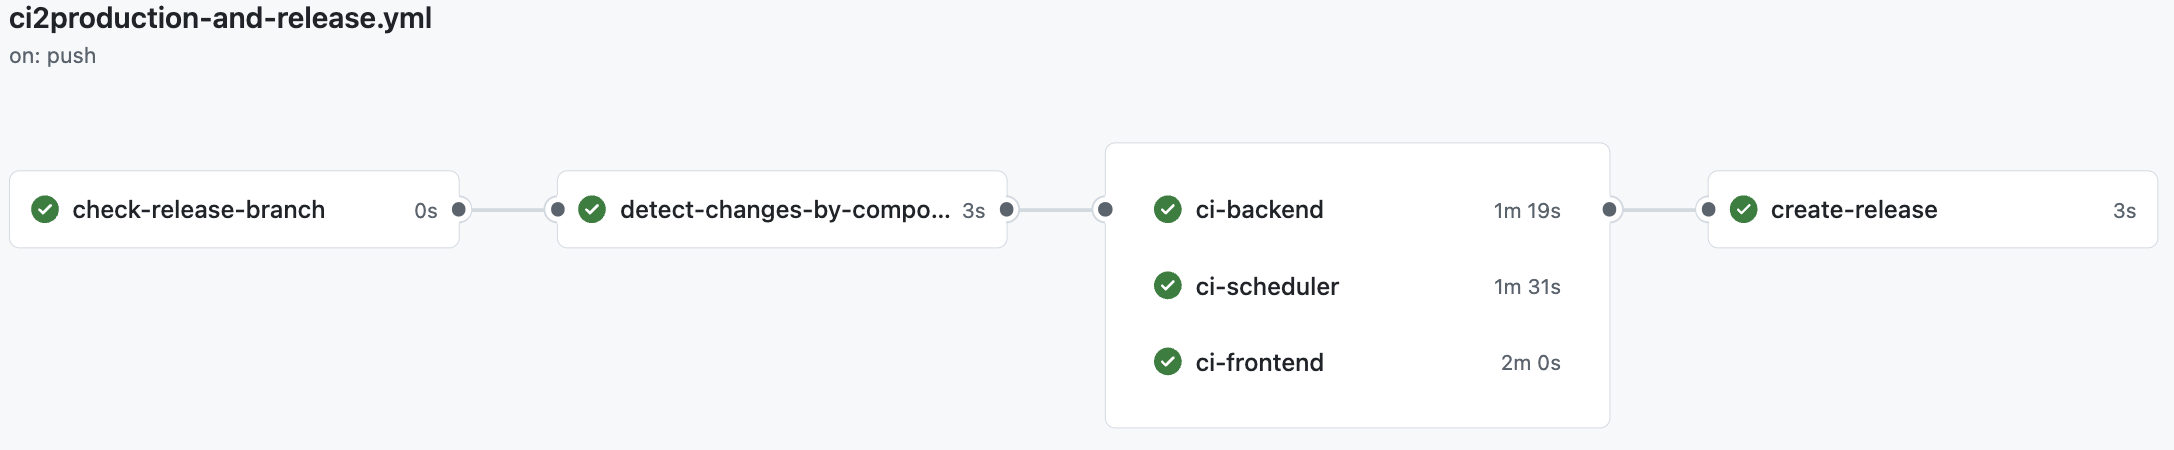 ci2production-and-release.yml
on: push
check-release-branch 0s
detect-changes-by-compo... 3s
ci-backend 1m 19s
ci-scheduler 1m 31s
ci-frontend 2m 0s
create-release 3s